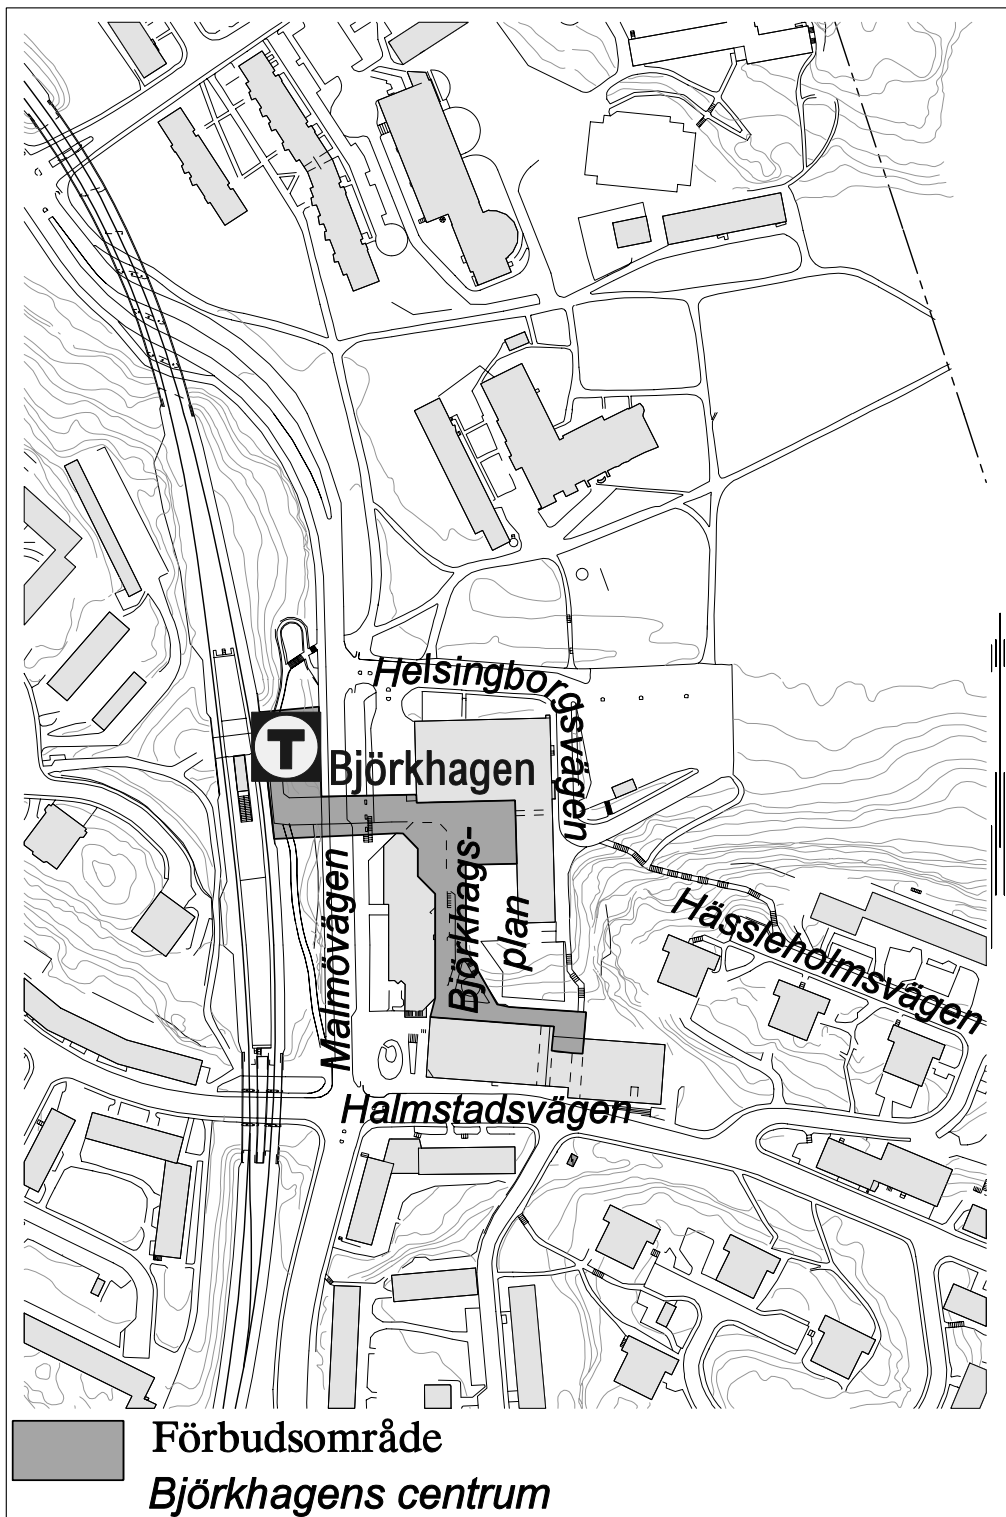 Helsingborgsvägen
T
Björkhagen
Björkhags-
plan
Malmövägen
Hässleholmsvägen
Halmstadsvägen
Förbudsområde
Björkhagens centrum